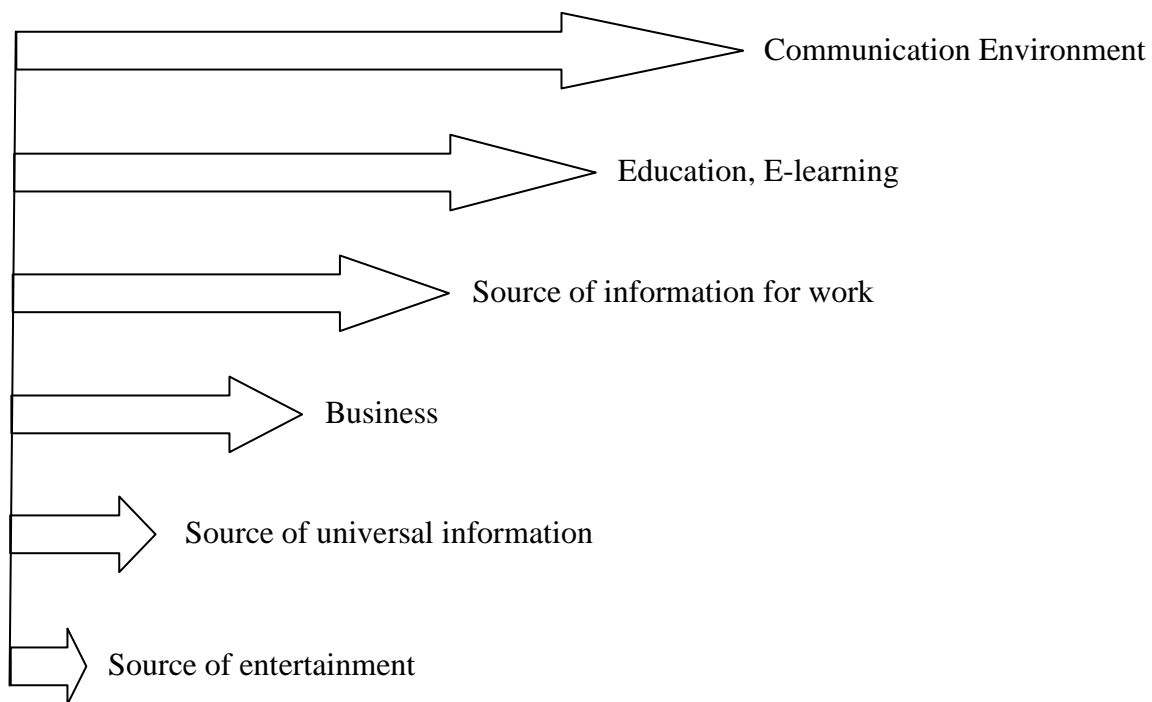 Communication Environment
Education, E-learning
Source of information for work
Business
Source of universal information
Source of entertainment